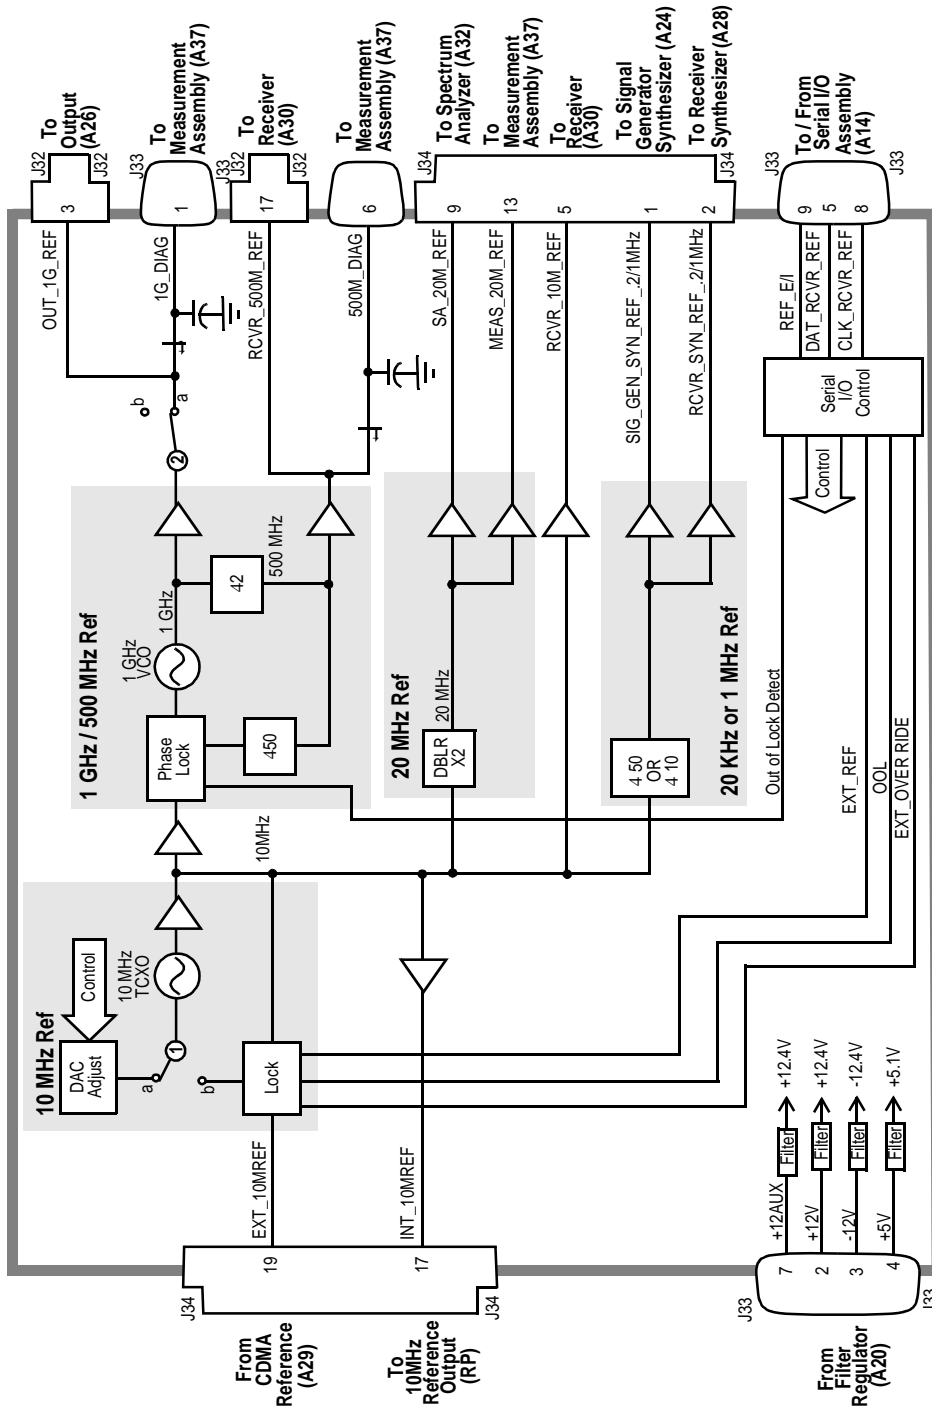 From
CDMA
Reference
(A29)
To
10MHz
Reference
Output
(RP)
From
Filter
Regulator
(A20)
J34
J34
J33
J33
19
17
7
2
3
4
EXT_10MREF
INT_10MREF
+12AUX
+12V
-12V
+5V
Filter
Filter
Filter
Filter
+12.4V
+12.4V
-12.4V
+5.1V
10 MHz Ref
DAC
Adjust
Control
a
b
1
Lock
10 MHz
TCXO
10MHz
1 GHz / 500 MHz Ref
Phase
Lock
450
1 GHz
VCO
1 GHz
42
500 MHz
2
a
b
20 MHz Ref
DBLR
X2
20 MHz
20 KHz or 1 MHz Ref
4 50
OR
4 10
Out of Lock Detect
EXT_REF
OOL
EXT_OVER RIDE
Control
Serial
I/O
Control
OUT_1G_REF
1G_DIAG
RCVR_500M_REF
500M_DIAG
SA_20M_REF
MEAS_20M_REF
RCVR_10M_REF
SIG_GEN_SYN_REF_.2/1MHz
RCVR_SYN_REF_.2/1MHz
REF_E/I
DAT_RCVR_REF
CLK_RCVR_REF
3
1
17
6
9
13
5
1
2
9
5
8
J32
J32
J33
J33
J32
J32
J34
J34
J33
J33
To
Output
(A26)
To
Measurement
Assembly (A37)
To
Receiver
(A30)
To
Measurement
Assembly (A37)
To Spectrum
Analyzer (A32)
To
Measurement
Assembly (A37)
To
Receiver
(A30)
To Signal
Generator
Synthesizer (A24)
To Receiver
Synthesizer (A28)
To / From
Serial I/O
Assembly
(A14)